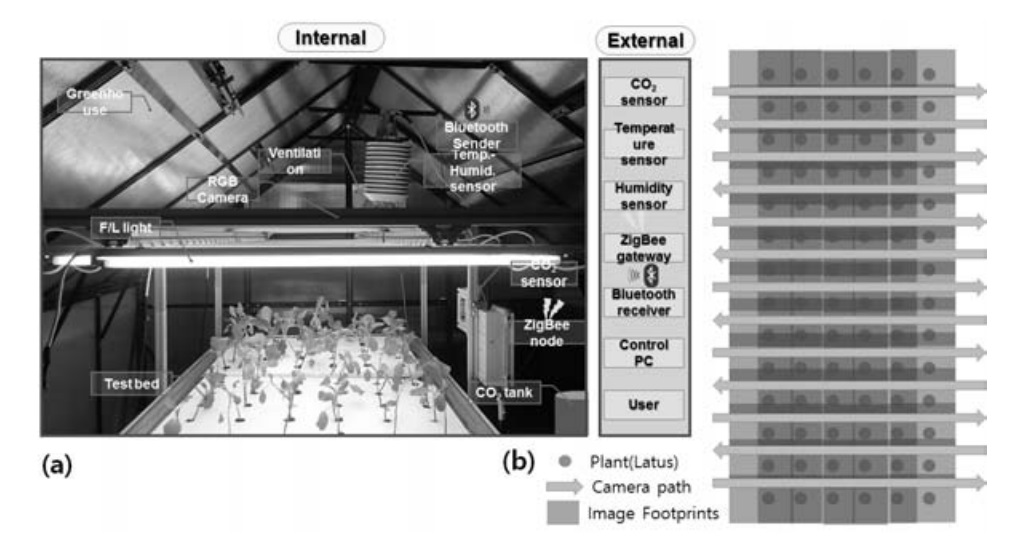 Internal
External
Greenho
use
Bluetooth
Sender
Ventilati
on
Temp.-
Humid.
sensor
RGB
Camera
F/L light
CO₂
sensor
ZigBee
node
Test bed
CO₂ tank
CO₂
sensor
Temperat
ure
sensor
Humidity
sensor
ZigBee
gateway
Bluetooth
receiver
Control
PC
User
(a)
(b)
Plant(Latus)
Camera path
Image Footprints